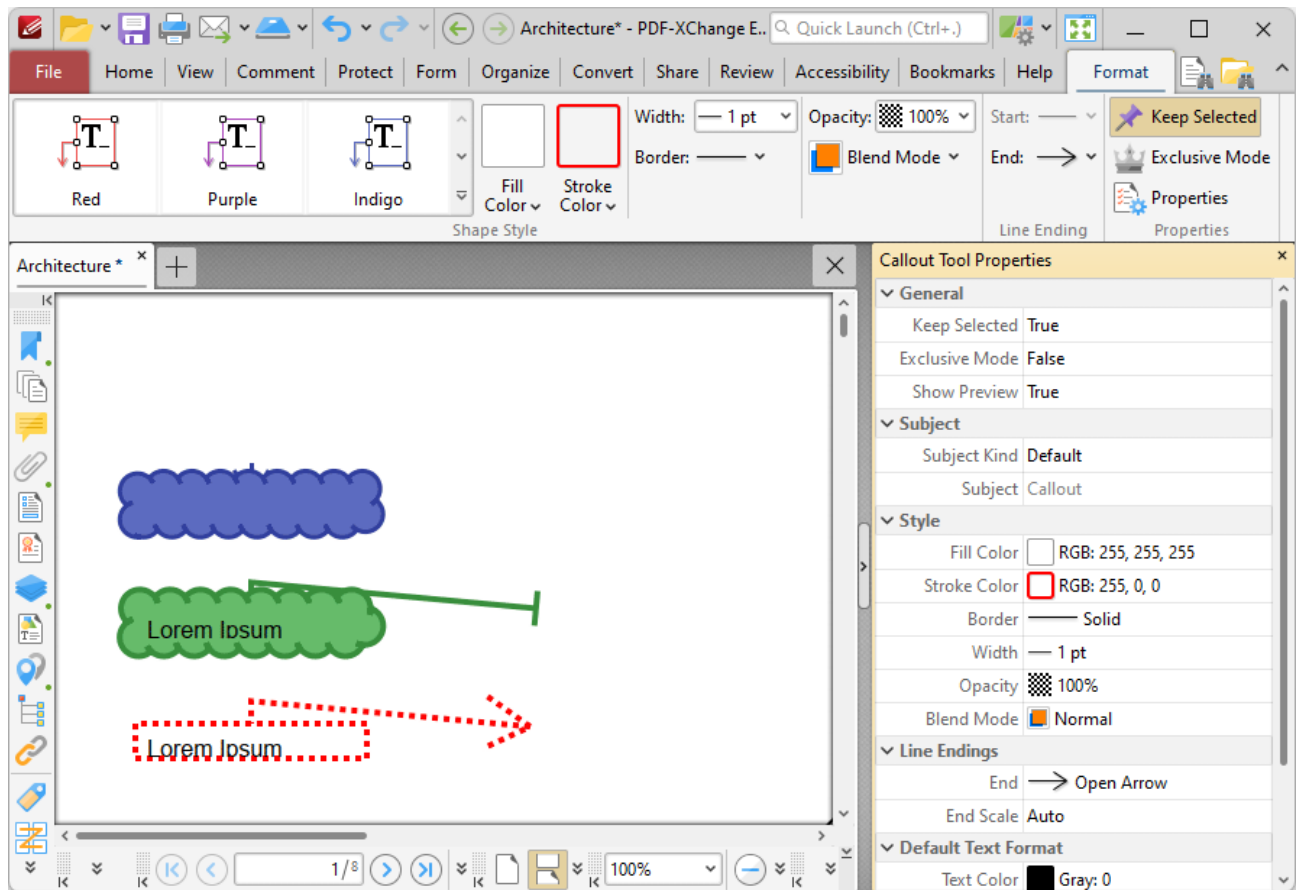 Architecture* - PDF-XChange E.. Quick Launch (Ctrl+.)
File Home View Comment Protect Form Organize Convert Share Review Accessibility Bookmarks Help Format
Width: 1 pt Opacity: 100% Start: Keep Selected
Border: Blend Mode End: Exclusive Mode
Red Purple Indigo Fill Color Stroke Color Properties
Shape Style Line Ending Properties
Architecture *
Callout Tool Properties
General
Keep Selected True
Exclusive Mode False
Show Preview True
Subject
Subject Kind Default
Subject Callout
Style
Fill Color RGB: 255, 255, 255
Stroke Color RGB: 255, 0, 0
Border Solid
Width 1 pt
Opacity 100%
Blend Mode Normal
Line Endings
End Open Arrow
End Scale Auto
Default Text Format
Text Color Gray: 0
Lorem Ipsum
Lorem Ipsum
1/8 100%